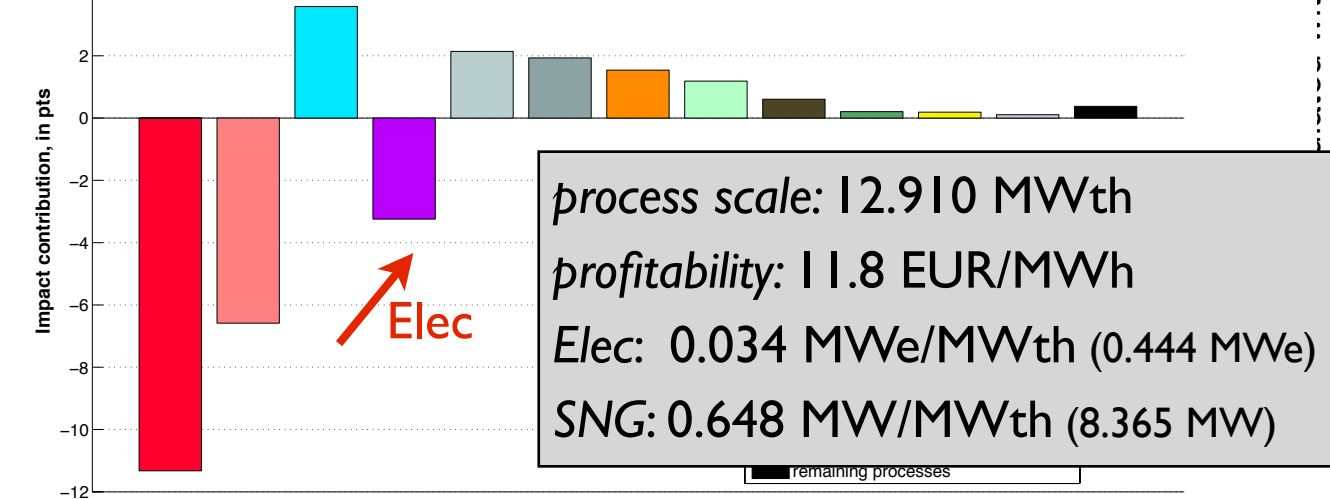 Impact contribution, in pts
2
0
−2
−4
−6
−8
−10
−12
Elec
process scale: 12.910 MWth
profitability: 11.8 EUR/MWh
Elec: 0.034 MWe/MWth (0.444 MWe)
SNG: 0.648 MW/MWth (8.365 MW)
remaining processes